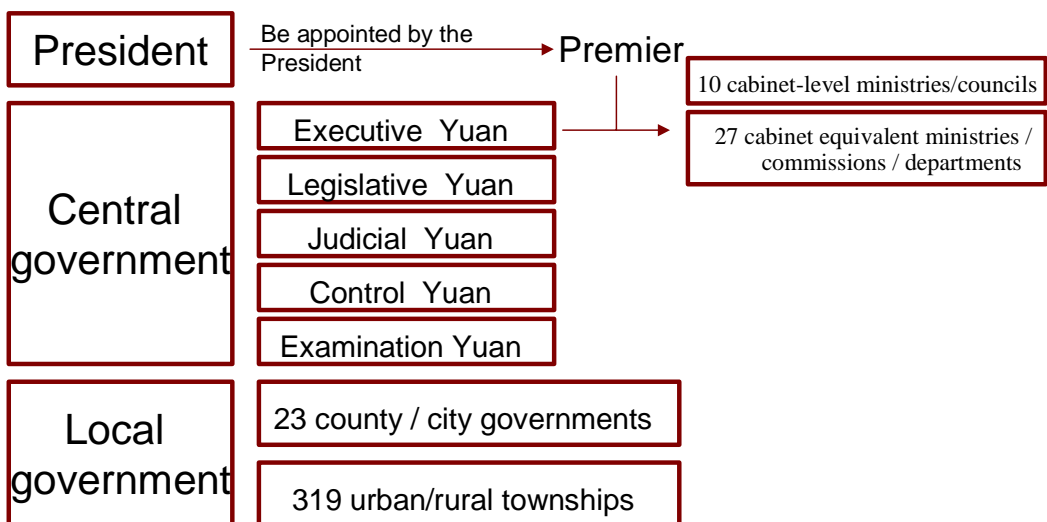 President
Be appointed by the
President
Premier
10 cabinet-level ministries/councils
27 cabinet equivalent ministries /
commissions / departments
Central
government
Executive Yuan
Legislative Yuan
Judicial Yuan
Control Yuan
Examination Yuan
Local
government
23 county / city governments
319 urban/rural townships